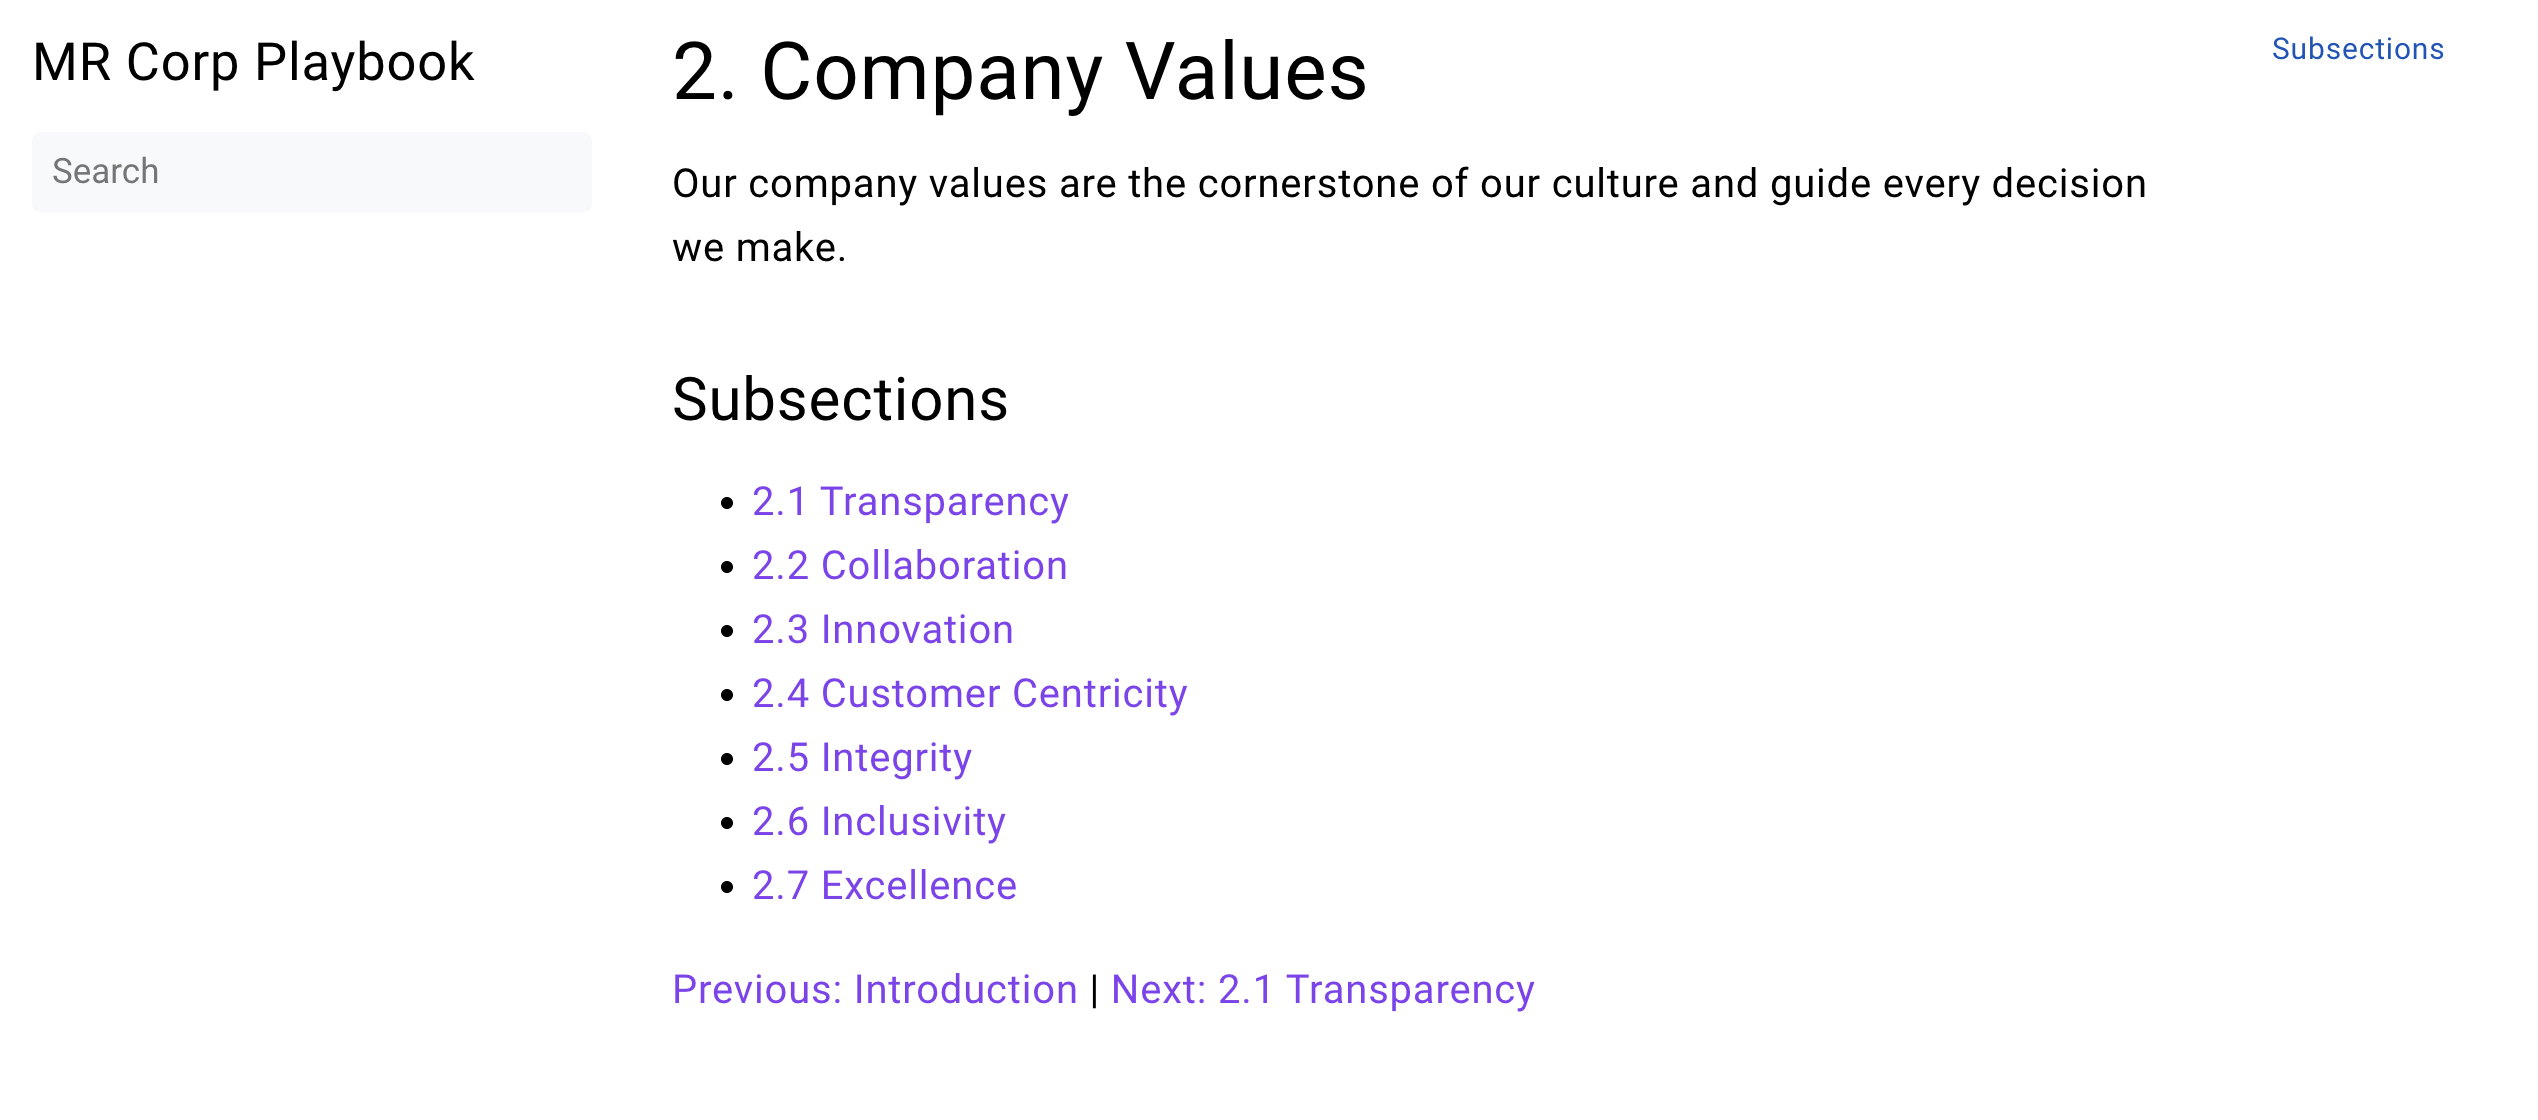 MR Corp Playbook
Search
2. Company Values
Our company values are the cornerstone of our culture and guide every decision
we make.
Subsections
2.1 Transparency
2.2 Collaboration
2.3 Innovation
2.4 Customer Centricity
2.5 Integrity
2.6 Inclusivity
2.7 Excellence
Previous: Introduction | Next: 2.1 Transparency
Subsections